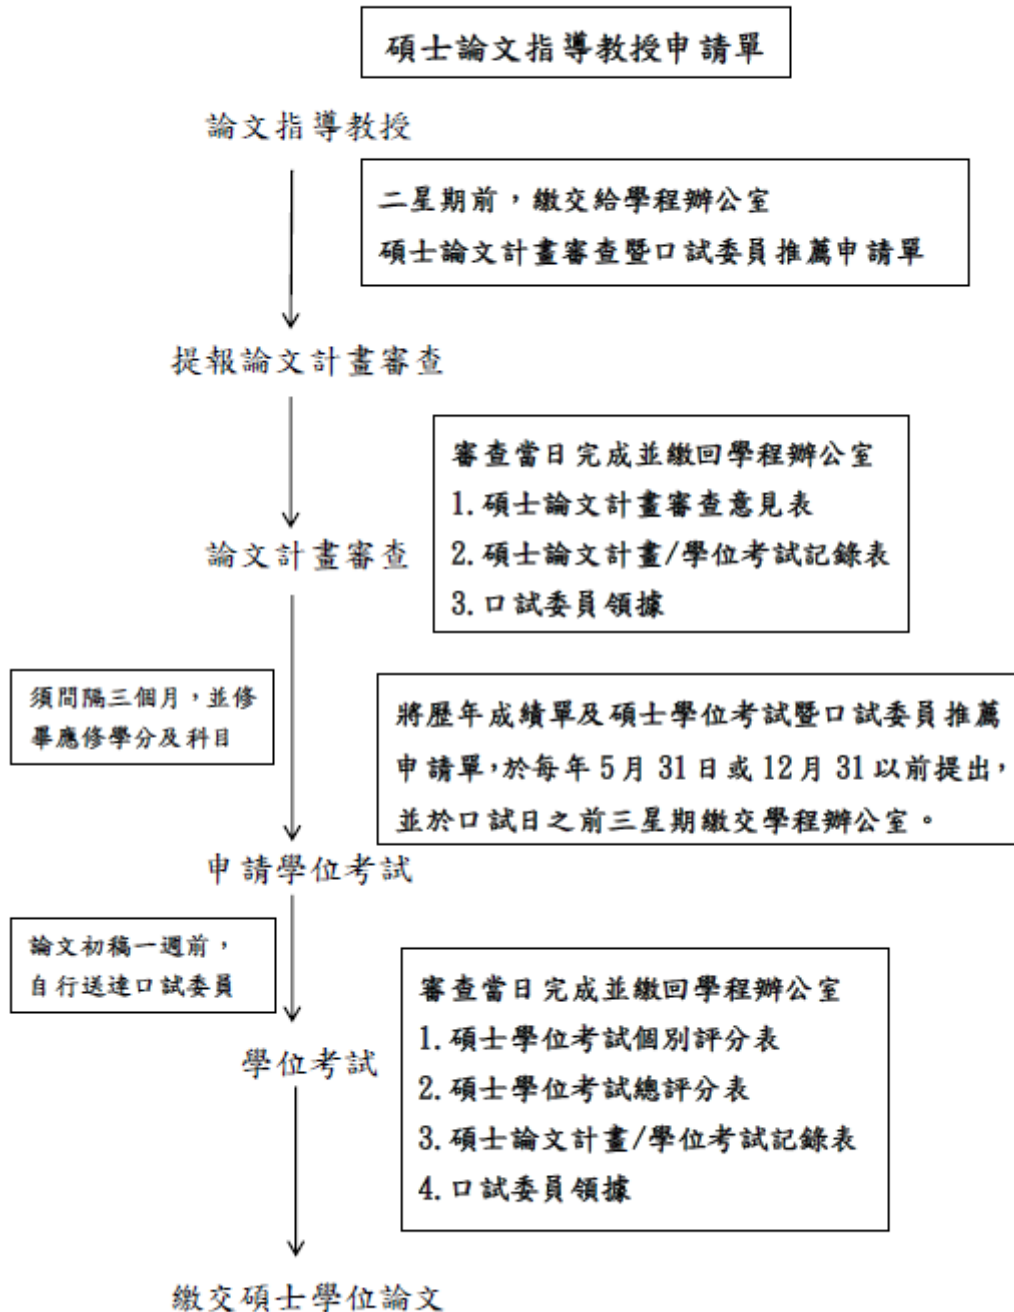 碩士論文指導教授申請單
論文指導教授
二星期前，繳交給學程辦公室
碩士論文計畫審查暨口試委員推薦申請單
提報論文計畫審查
審查當日完成並繳回學程辦公室
1.碩士論文計畫審查意見表
2.碩士論文計畫/學位考試記錄表
3.口試委員領據
論文計畫審查
須間隔三個月，並修
畢應修學分及科目
將歷年成績單及碩士學位考試暨口試委員推薦
申請單，於每年 5 月 31 日或 12 月 31 以前提出，
並於口試日之前三星期繳交學程辦公室。
申請學位考試
論文初稿一週前，
自行送達口試委員
審查當日完成並繳回學程辦公室
1.碩士學位考試個別評分表
2.碩士學位考試總評分表
3.碩士論文計畫/學位考試記錄表
4.口試委員領據
學位考試
繳交碩士學位論文